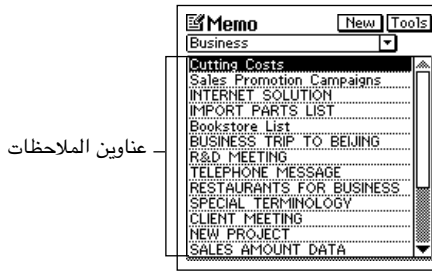 Memo New Tools
Business
Cutting Costs
Sales Promotion Campaigns
INTERNET SOLUTION
IMPORT PARTS LIST
Bookstore List
BUSINESS TRIP TO BEIJING
R&D MEETING
TELEPHONE MESSAGE
RESTAURANTS FOR BUSINESS
SPECIAL TERMINOLOGY
CLIENT MEETING
NEW PROJECT
SALES AMOUNT DATA
عناوين الملاحظات